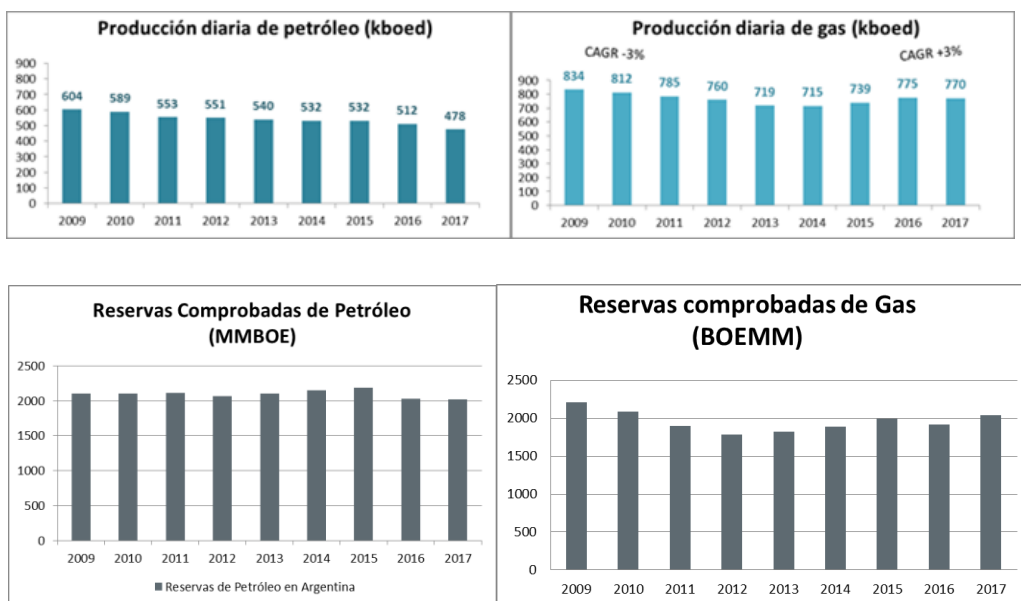 Producción diaria de petróleo (kboed)
900
800
700
600
500
400
300
200
100
0
604 589 553 551 540 532 532 512 478
2009 2010 2011 2012 2013 2014 2015 2016 2017
Producción diaria de gas (kboed)
CAGR -3% CAGR +3%
900
800
700
600
500
400
300
200
100
0
834 812 785 760 719 715 739 775 770
2009 2010 2011 2012 2013 2014 2015 2016 2017
Reservas Comprobadas de Petróleo
(MMBOE)
2500
2000
1500
1000
500
0
2009 2010 2011 2012 2013 2014 2015 2016 2017
Reservas de Petróleo en Argentina
Reservas comprobadas de Gas
(BOEMM)
2500
2000
1500
1000
500
0
2009 2010 2011 2012 2013 2014 2015 2016 2017